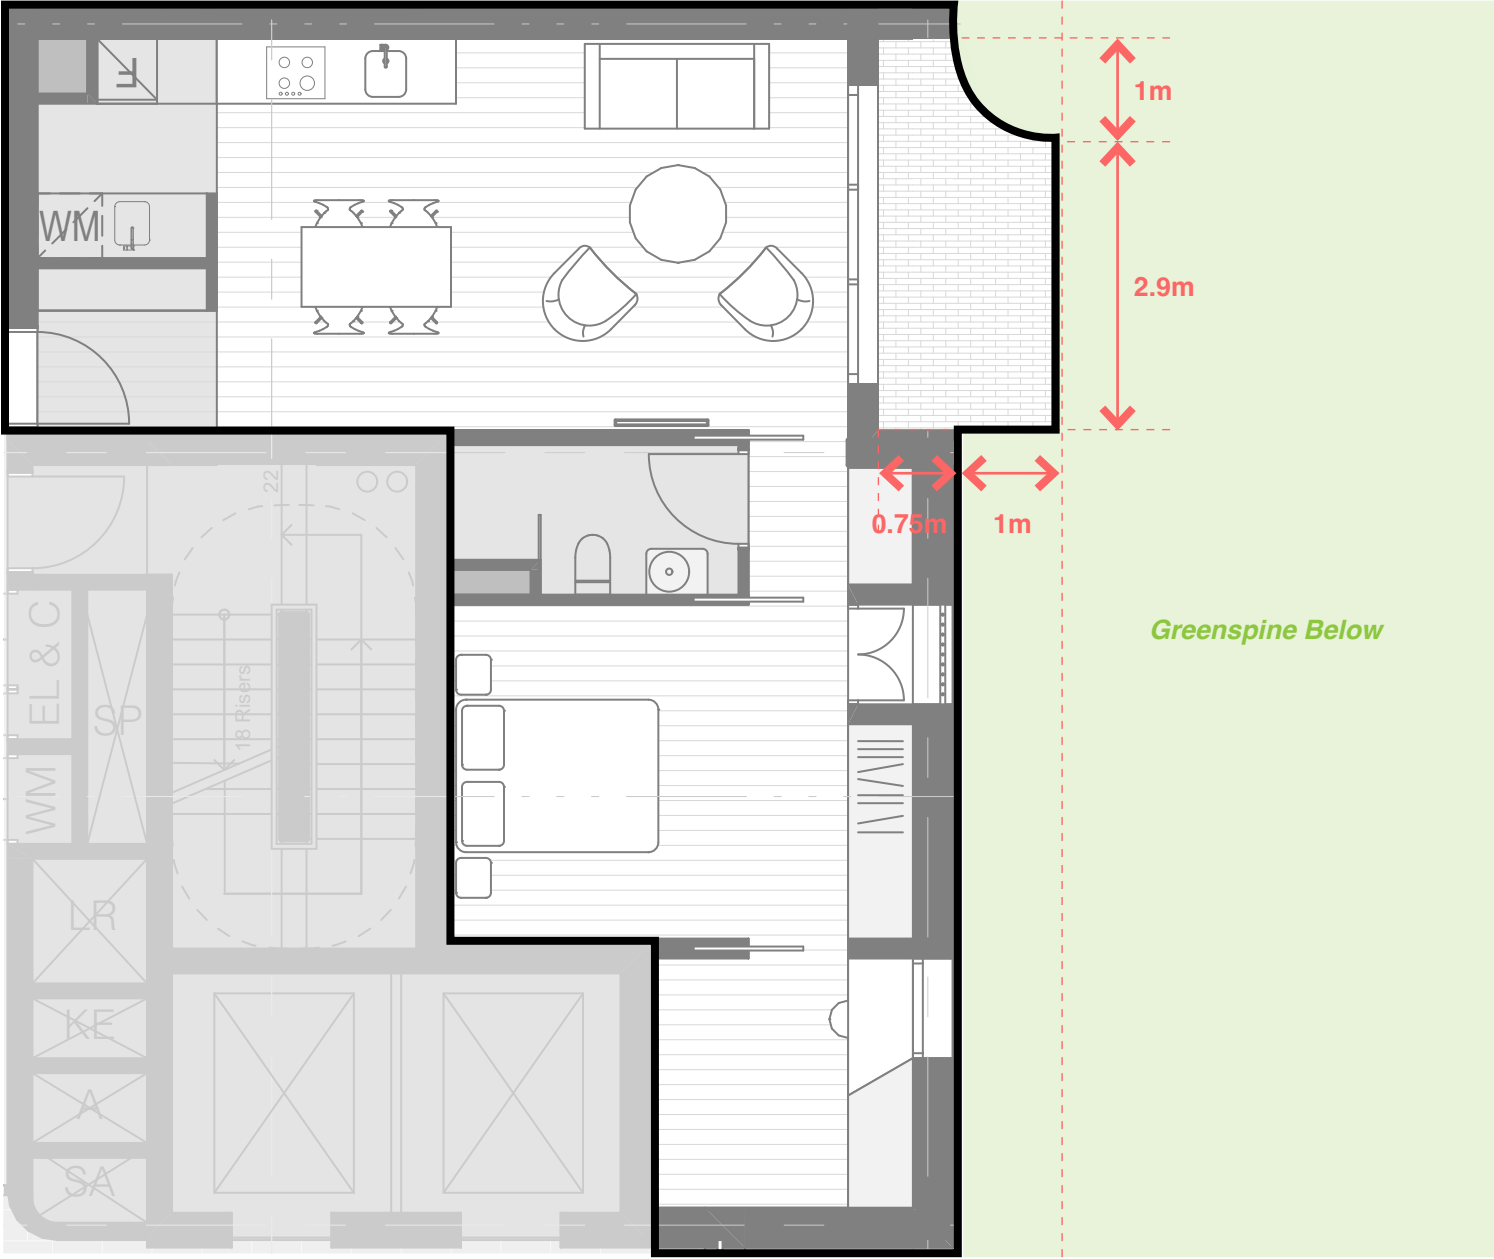 F
1m
WM
2.9m
22
0.75m
1m
Greenspine Below
EL & C
SP
18 Risers
WM
LR
KE
A
SA